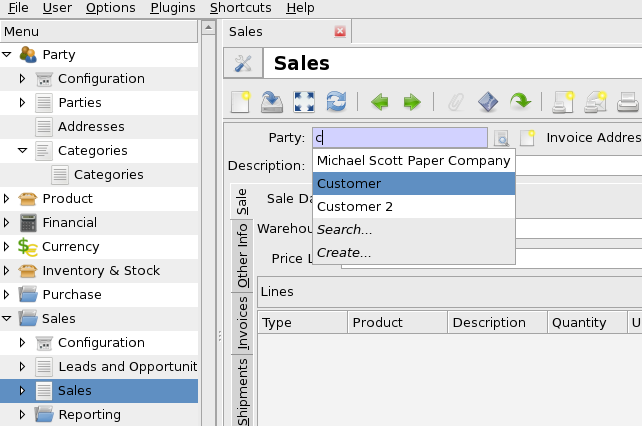 File User Options Plugins Shortcuts Help
Menu
Party
Configuration
Parties
Addresses
Categories
Categories
Product
Financial
Currency
Inventory & Stock
Purchase
Sales
Configuration
Leads and Opportunit
Sales
Reporting
Sales
Sales
Party: c
Invoice Addres
Michael Scott Paper Company
Customer
Customer 2
Search...
Create...
Description:
Sale Da
Warehou
Price L
Sale
Other Info
Invoices
Shipments
Lines
Type Product Description Quantity U